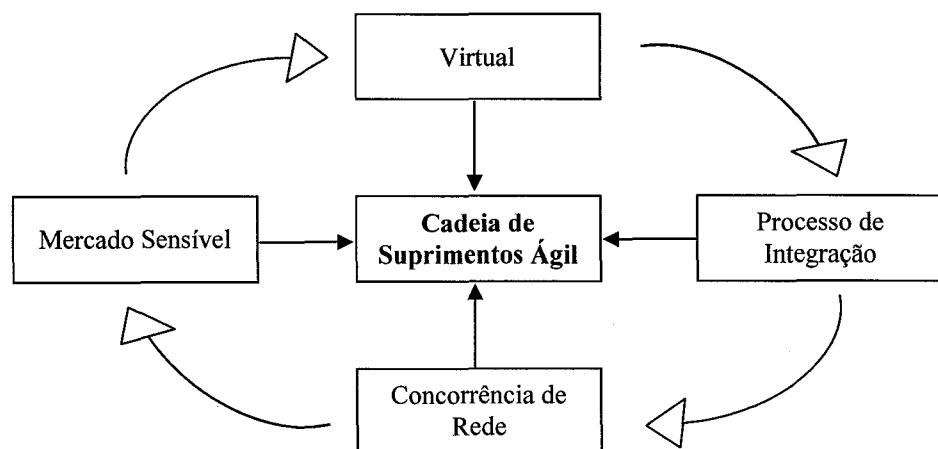 Virtual
Mercado Sensível
Cadeia de
Suprimentos Ágil
Processo de
Integração
Concorrência de
Rede